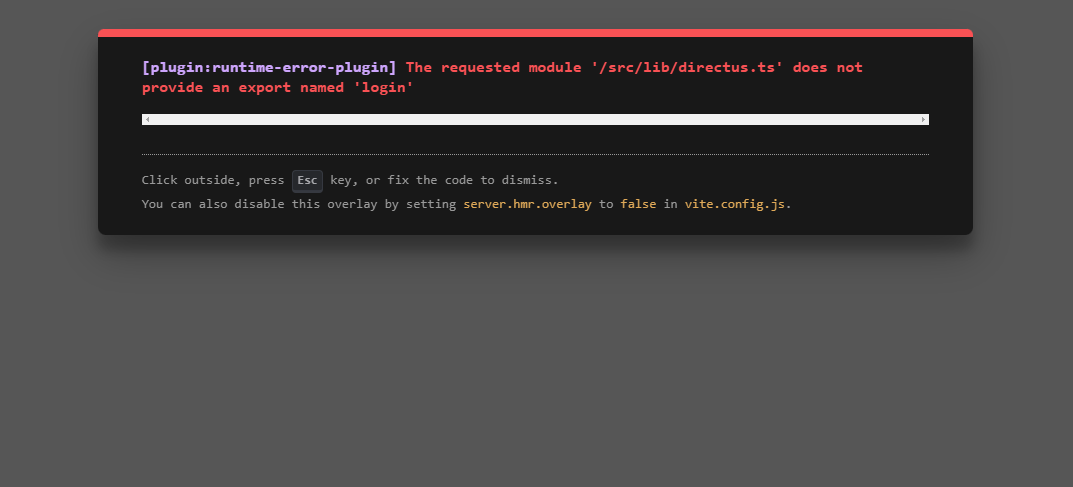 [plugin:runtime-error-plugin] The requested module '/src/lib/directus.ts' does not
provide an export named 'login'
Click outside, press Esc key, or fix the code to dismiss.
You can also disable this overlay by setting server.hmr.overlay to false in vite.config.js.